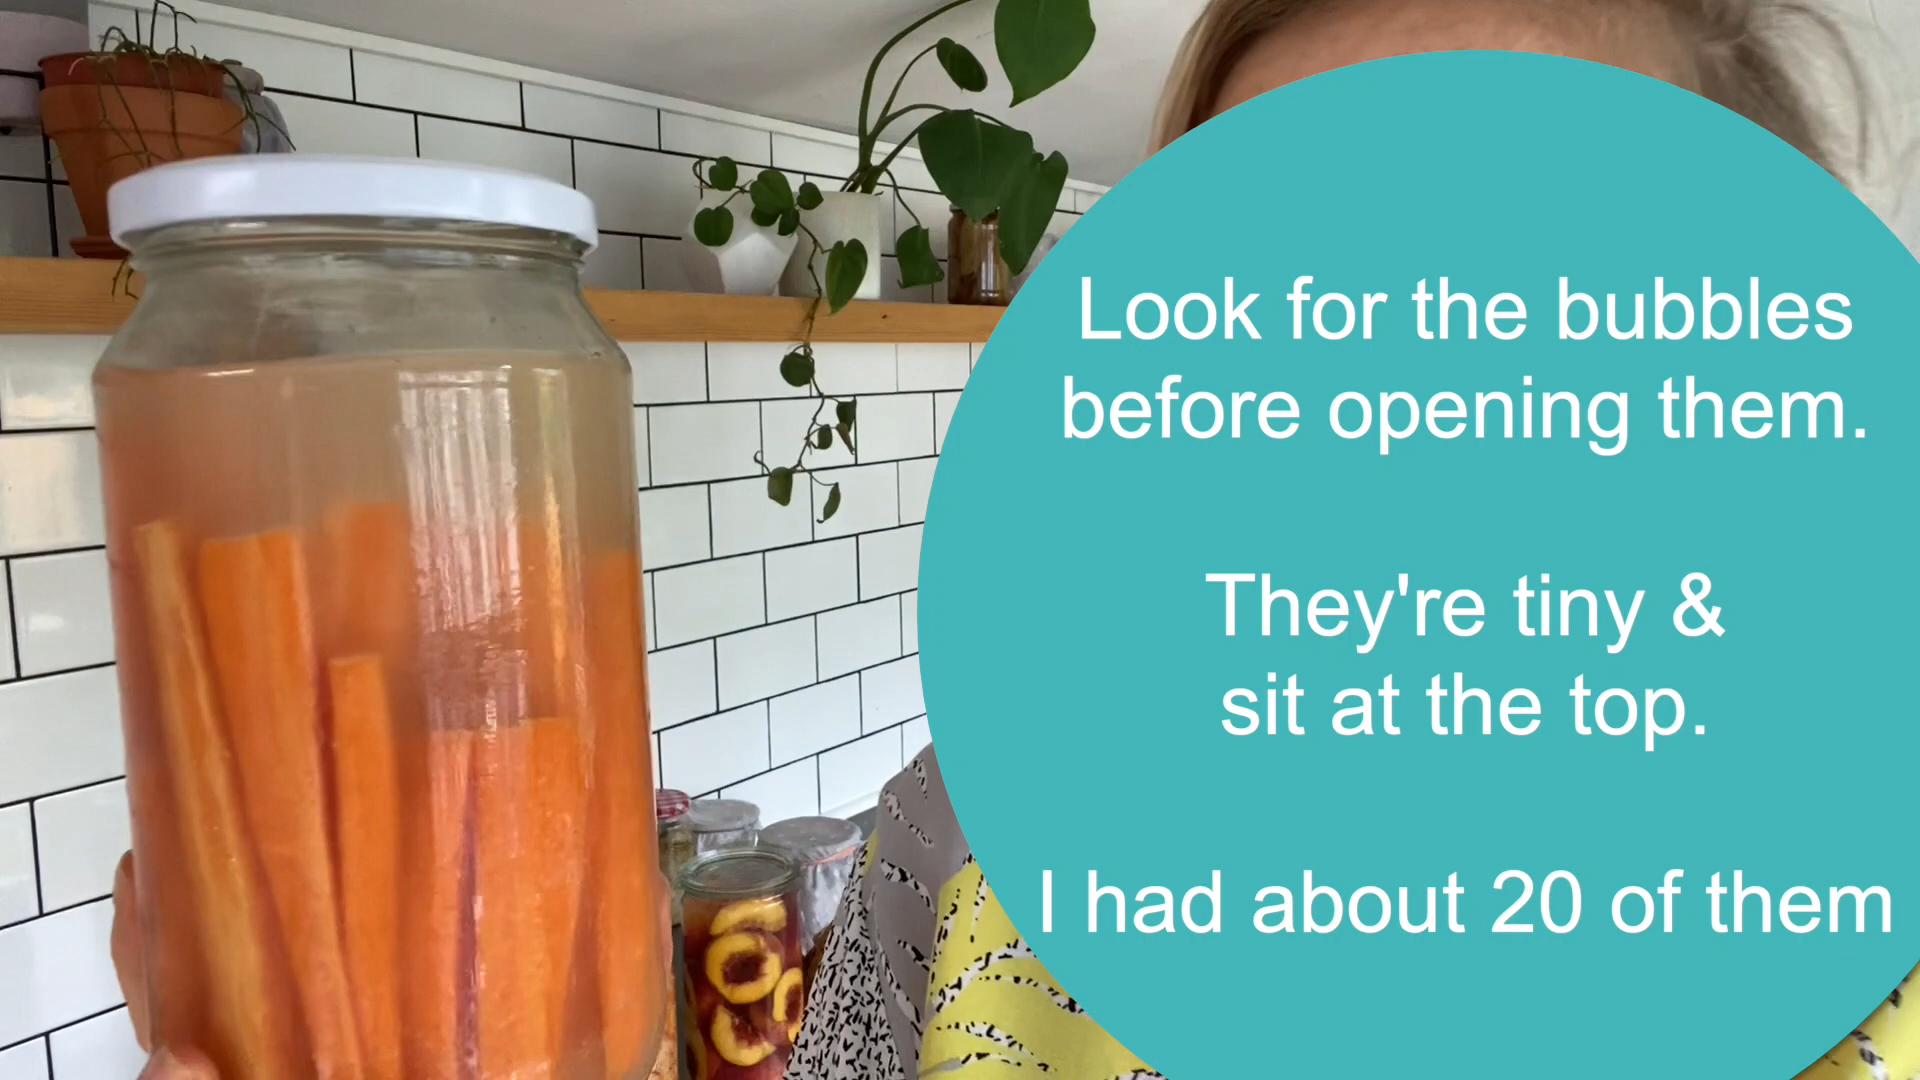 Look for the bubbles
before opening them.
They're tiny &
sit at the top.
I had about 20 of them